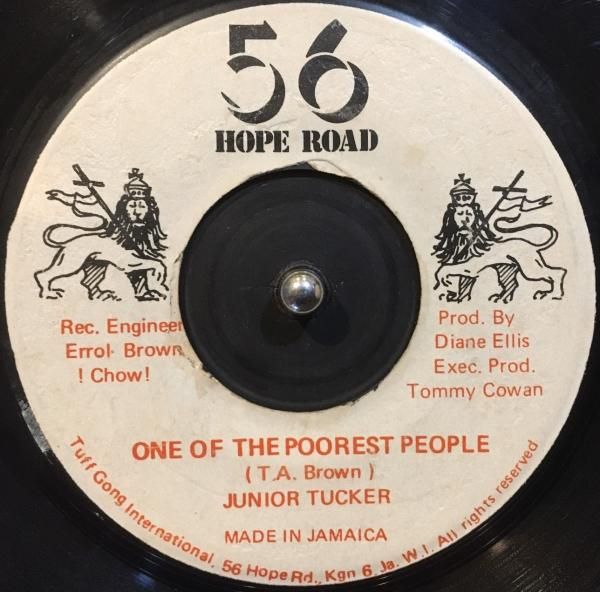 56
HOPE ROAD
Rec. Engineer
Errol Brown
! Chow!
Prod. By
Diane Ellis
Exec. Prod.
Tommy Cowan
ONE OF THE POOREST PEOPLE
( T.A. Brown )
JUNIOR TUCKER
MADE IN JAMAICA
Tuff Gong International, 56 Hope Rd., Kgn 6, Ja. W.I. All rights reserved